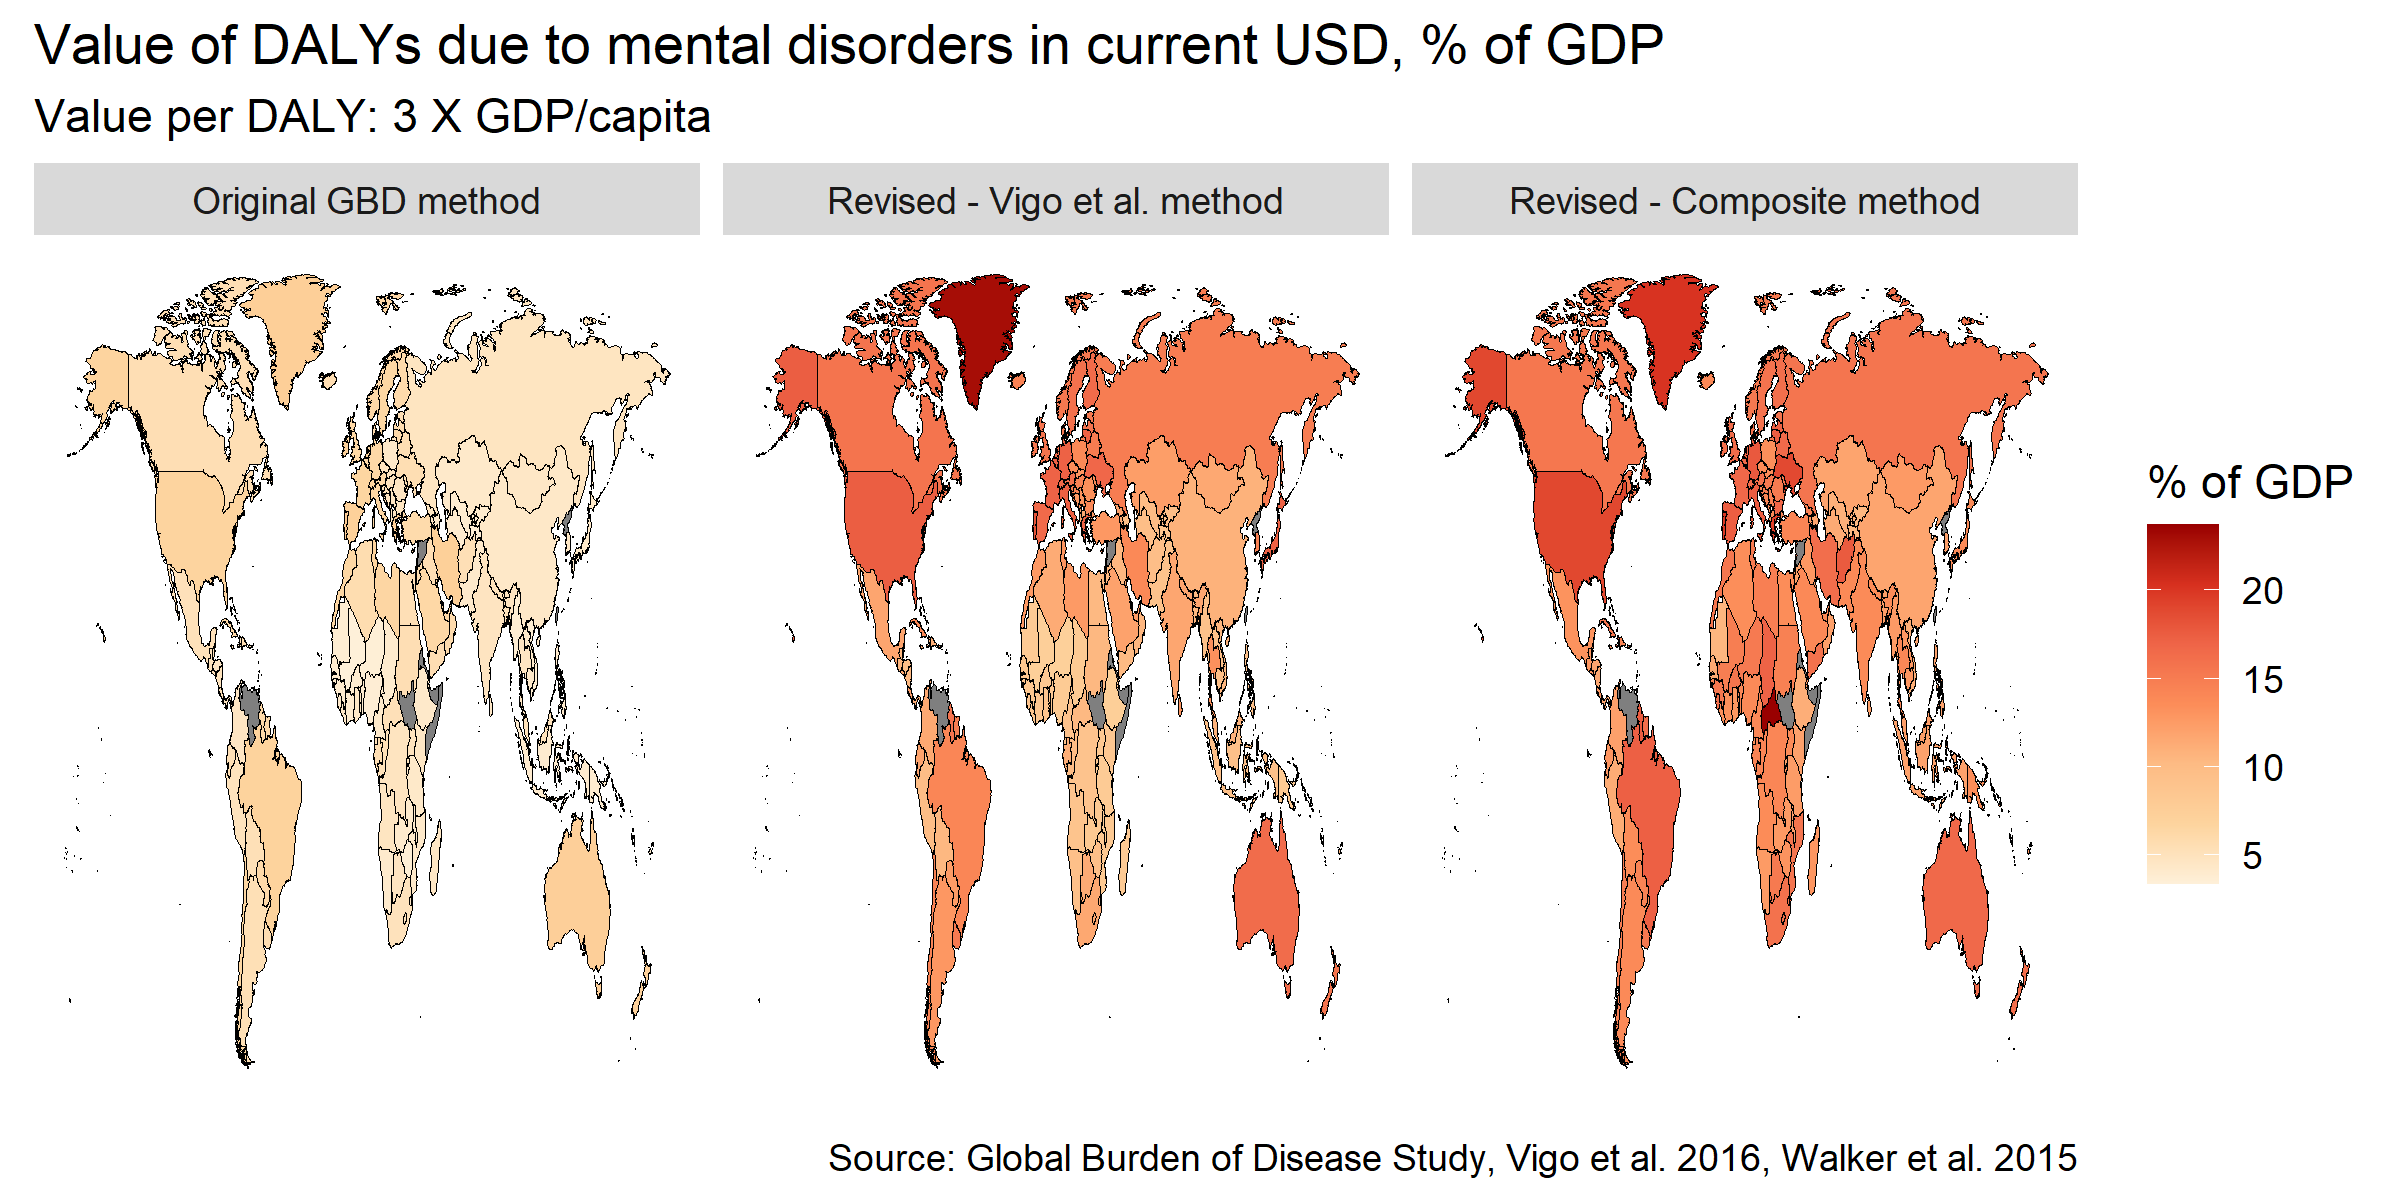 Value of DALYs due to mental disorders in current USD, % of GDP
Value per DALY: 3 X GDP/capita
Original GBD method
Revised - Vigo et al. method
Revised - Composite method
% of GDP
20
15
10
5
Source: Global Burden of Disease Study, Vigo et al. 2016, Walker et al. 2015